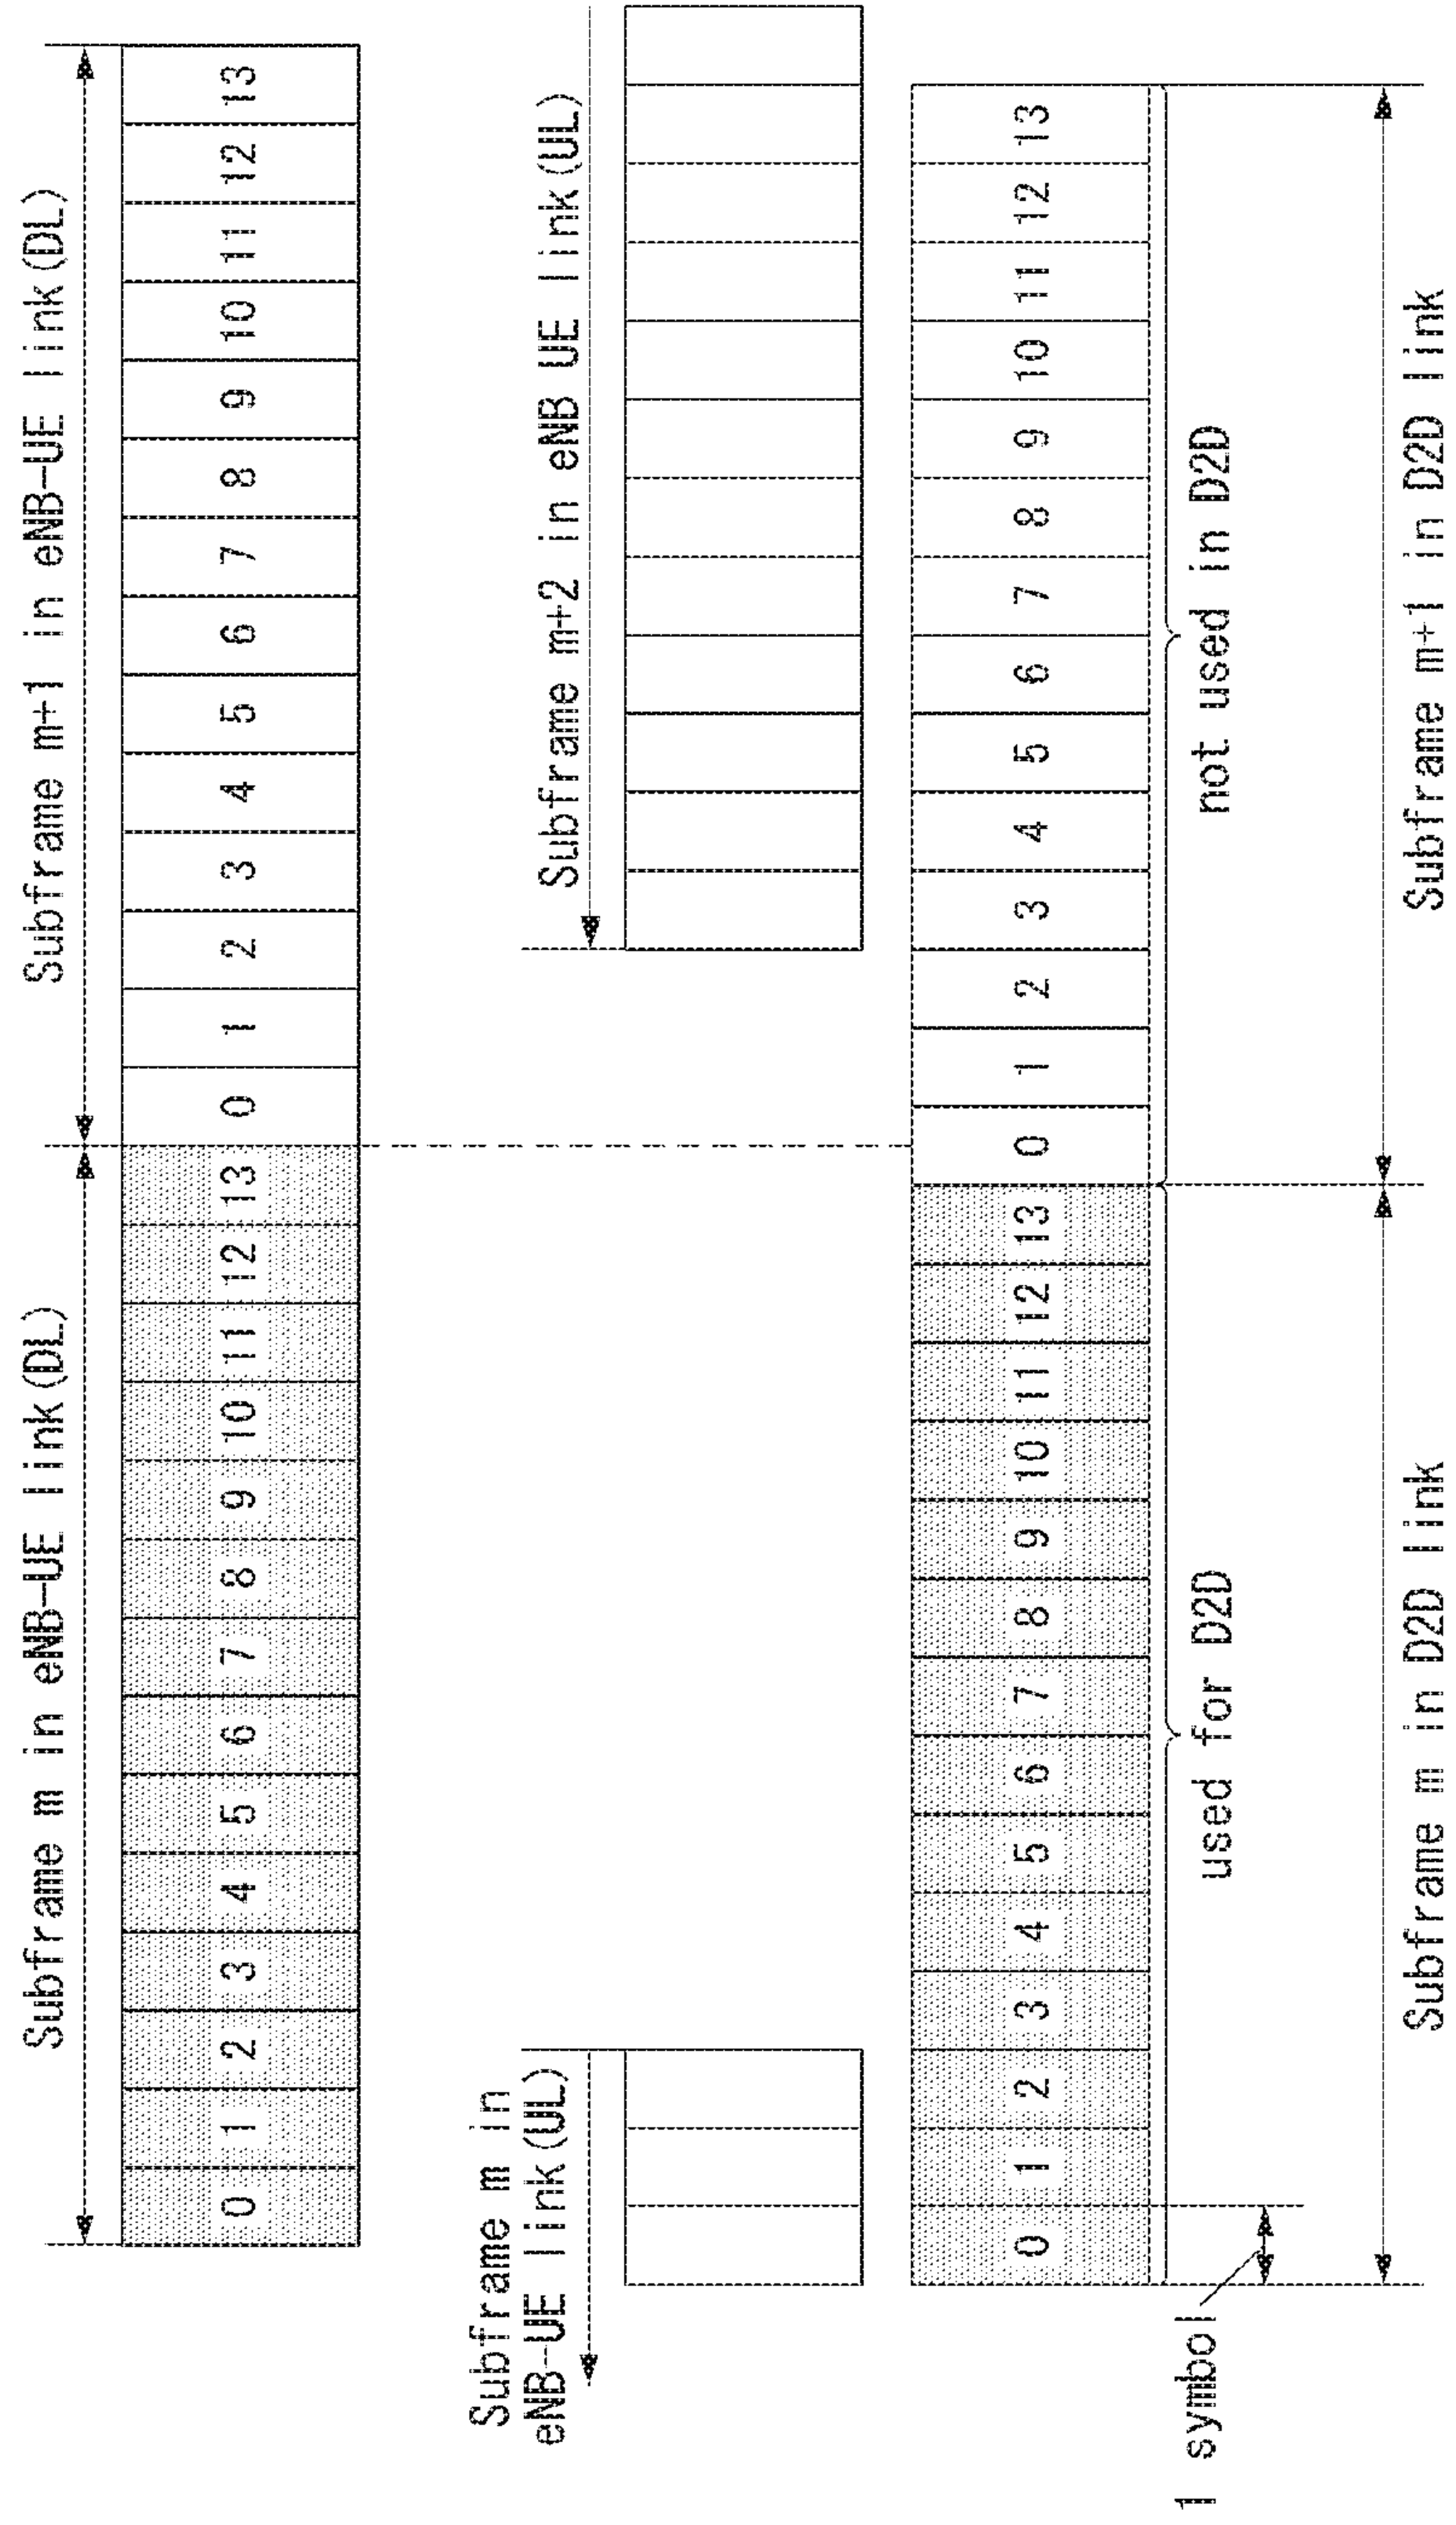 Subframe m in eNB-UE link(DL)
Subframe m+1 in eNB-UE link(DL)
0 1 2 3 4 5 6 7 8 9 10 11 12 13 0 1 2 3 4 5 6 7 8 9 10 11 12 13
Subframe m in
eNB-UE link(UL)
Subframe m+2 in eNB UE link(UL)
0 1 2 3 4 5 6 7 8 9 10 11 12 13 0 1 2 3 4 5 6 7 8 9 10 11 12 13
1 symbol
used for D2D
not used in D2D
Subframe m in D2D link
Subframe m+1 in D2D link